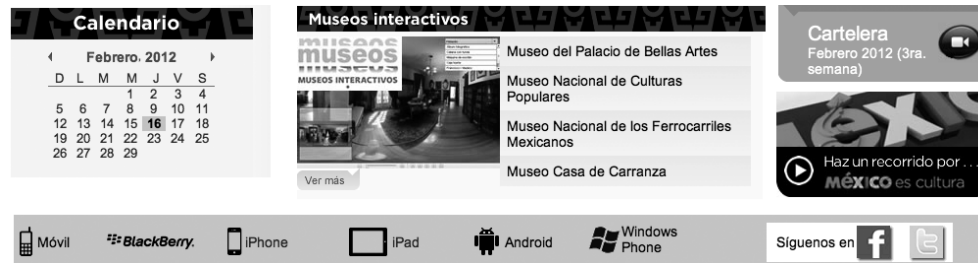 Calendario
Febrero, 2012
D L M M J V S
1 2 3 4
5 6 7 8 9 10 11
12 13 14 15 16 17 18
19 20 21 22 23 24 25
26 27 28 29
Museos interactivos
museos
museos
museos
MUSEOS INTERACTIVOS
Museo del Palacio de Bellas Artes
Museo Nacional de Culturas
Populares
Museo Nacional de los Ferrocarriles
Mexicanos
Museo Casa de Carranza
Ver más
Cartelera
Febrero 2012 (3ra.
semana)
Haz un recorrido por . . .
MÉXICO es cultura
Móvil
BlackBerry.
iPhone
iPad
Android
Windows
Phone
Síguenos en